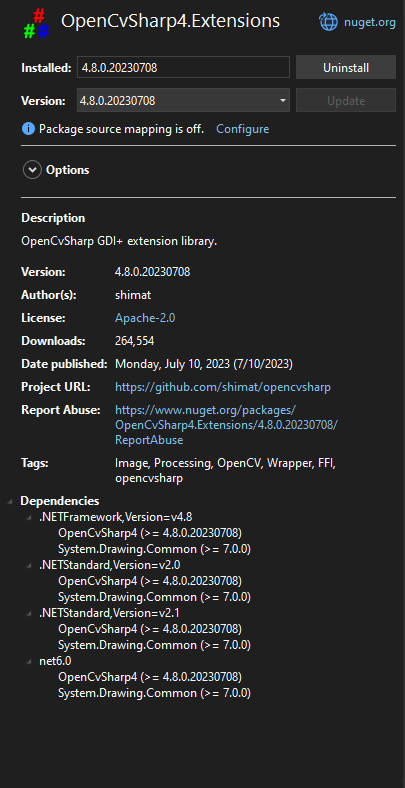 OpenCvSharp4.Extensions
nuget.org
Installed: 4.8.0.20230708 Uninstall
Version: 4.8.0.20230708 Update
Package source mapping is off. Configure
Options
Description
OpenCvSharp GDI+ extension library.
Version: 4.8.0.20230708
Author(s): shimat
License: Apache-2.0
Downloads: 264,554
Date published: Monday, July 10, 2023 (7/10/2023)
Project URL: https://github.com/shimat/opencvsharp
Report Abuse: https://www.nuget.org/packages/
OpenCvSharp4.Extensions/4.8.0.20230708/
ReportAbuse
Tags: Image, Processing, OpenCV, Wrapper, FFI,
opencvsharp
Dependencies
.NETFramework,Version=v4.8
OpenCvSharp4 (>= 4.8.0.20230708)
System.Drawing.Common (>= 7.0.0)
.NETStandard,Version=v2.0
OpenCvSharp4 (>= 4.8.0.20230708)
System.Drawing.Common (>= 7.0.0)
.NETStandard,Version=v2.1
OpenCvSharp4 (>= 4.8.0.20230708)
System.Drawing.Common (>= 7.0.0)
net6.0
OpenCvSharp4 (>= 4.8.0.20230708)
System.Drawing.Common (>= 7.0.0)